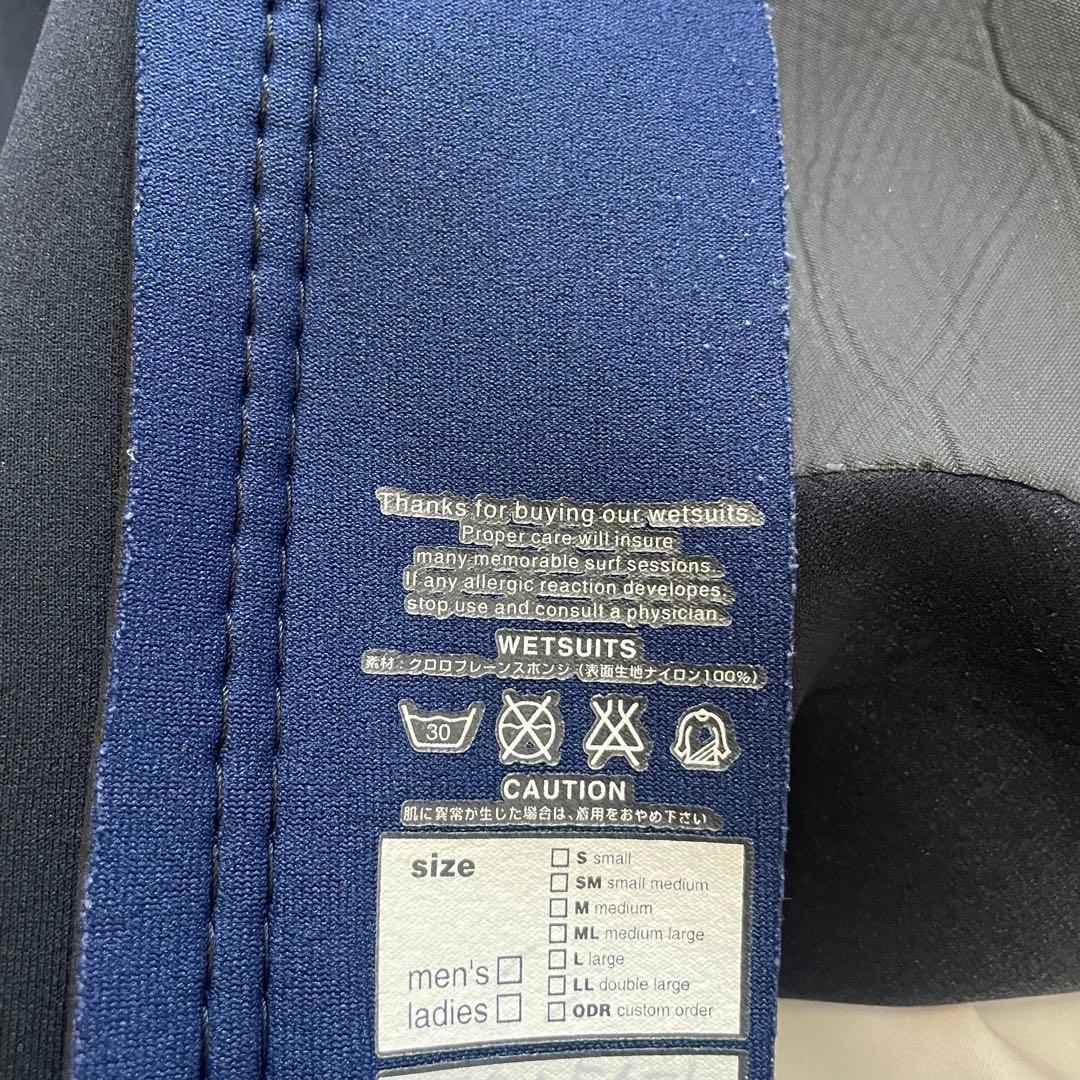 Thanks for buying our wetsuits.
Proper care will insure
many memorable surf sessions.
If any allergic reaction developes,
stop use and consult a physician.
WETSUITS
素材:クロロプレーンスポンジ(表面生地ナイロン100%)
30
CAUTION
肌に異常が生じた場合は、着用をおやめ下さい
size
S small
SM small medium
M medium
ML medium large
L large
LL double large
ODR custom order
men's
ladies